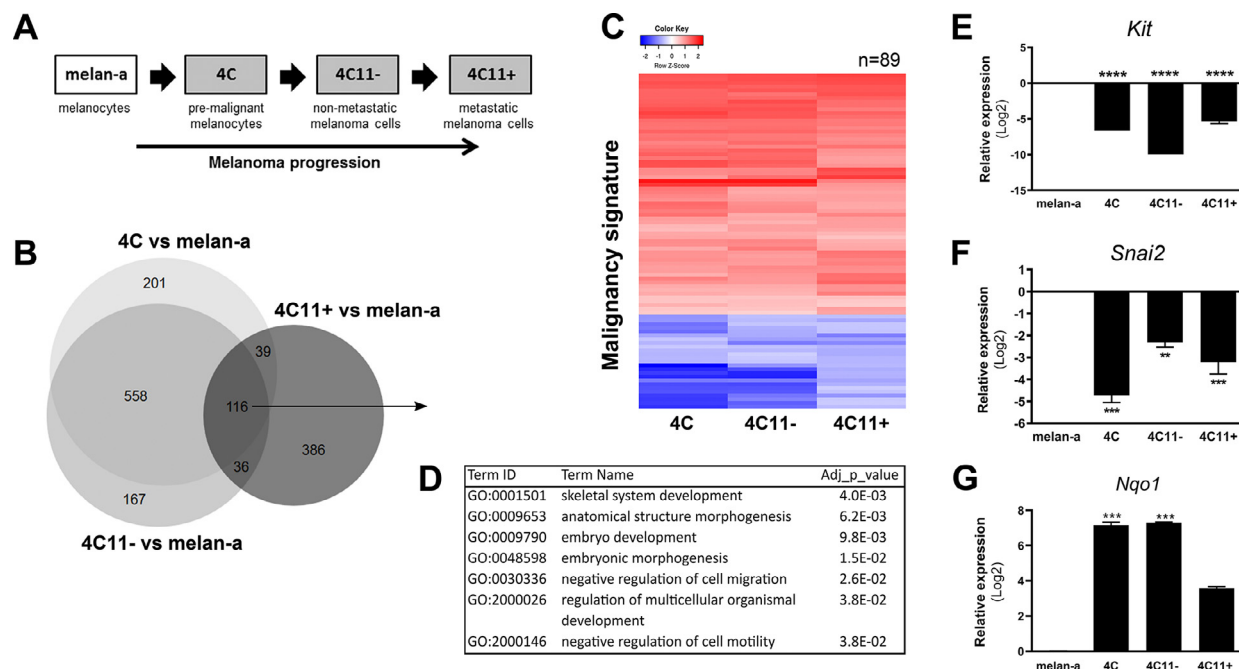 A
melan-a
4C
4C11-
4C11+
melanocytes
pre-malignant
melanocytes
non-metastatic
melanoma cells
metastatic
melanoma cells
Melanoma progression
B
4C vs melan-a
201
4C11+ vs melan-a
39
558
116
386
36
167
4C11- vs melan-a
C
Color Key
-2 -1 0 1 2
Row Z-Score
n=89
Malignancy signature
4C 4C11- 4C11+
D
Term ID Term Name Adj_p_value
GO:0001501 skeletal system development 4.0E-03
GO:0009653 anatomical structure morphogenesis 6.2E-03
GO:0009790 embryo development 9.8E-03
GO:0048598 embryonic morphogenesis 1.5E-02
GO:0030336 negative regulation of cell migration 2.6E-02
GO:2000026 regulation of multicellular organismal 3.8E-02
development
GO:2000146 negative regulation of cell motility 3.8E-02
E
Kit
Relative expression
(Log2)
5
0
-5
-10
-15
**** **** ****
melan-a 4C 4C11- 4C11+
F
Snai2
Relative expression
(Log2)
1
0
-1
-2
-3
-4
-5
-6
***
**
***
melan-a 4C 4C11- 4C11+
G
Nqo1
Relative expression
(Log2)
8
6
4
2
0
*** ***
melan-a 4C 4C11- 4C11+